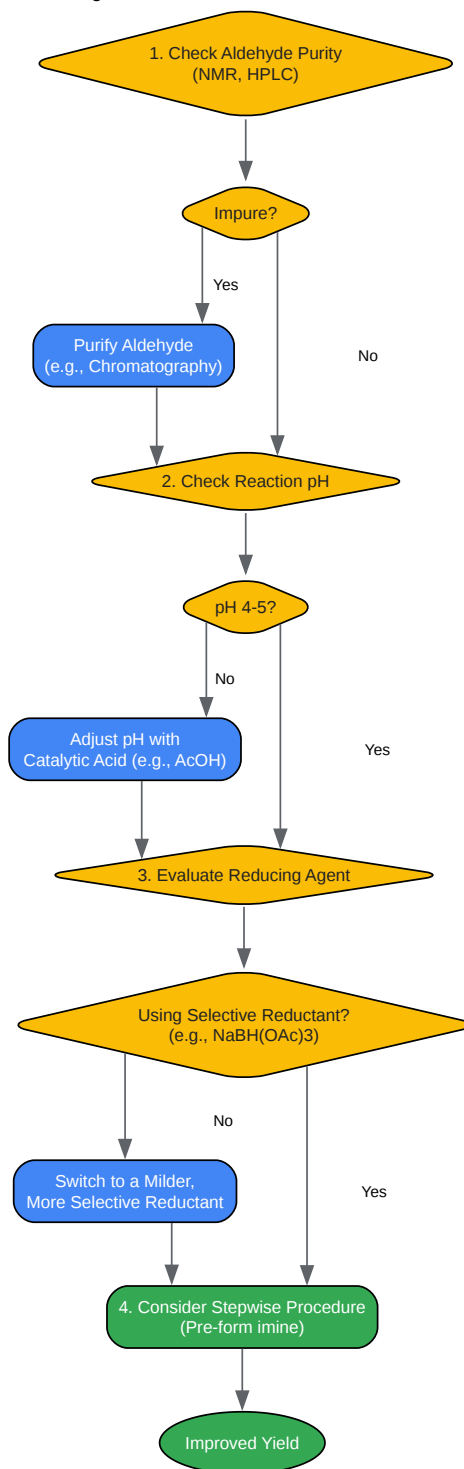 1. Check Aldehyde Purity
(NMR, HPLC)
Impure?
Yes
Purify Aldehyde
(e.g., Chromatography)
No
2. Check Reaction pH
pH 4-5?
No
Adjust pH with
Catalytic Acid (e.g., AcOH)
Yes
3. Evaluate Reducing Agent
Using Selective Reductant?
(e.g., NaBH(OAc)3)
No
Switch to a Milder,
More Selective Reductant
Yes
4. Consider Stepwise Procedure
(Pre-form imine)
Improved Yield